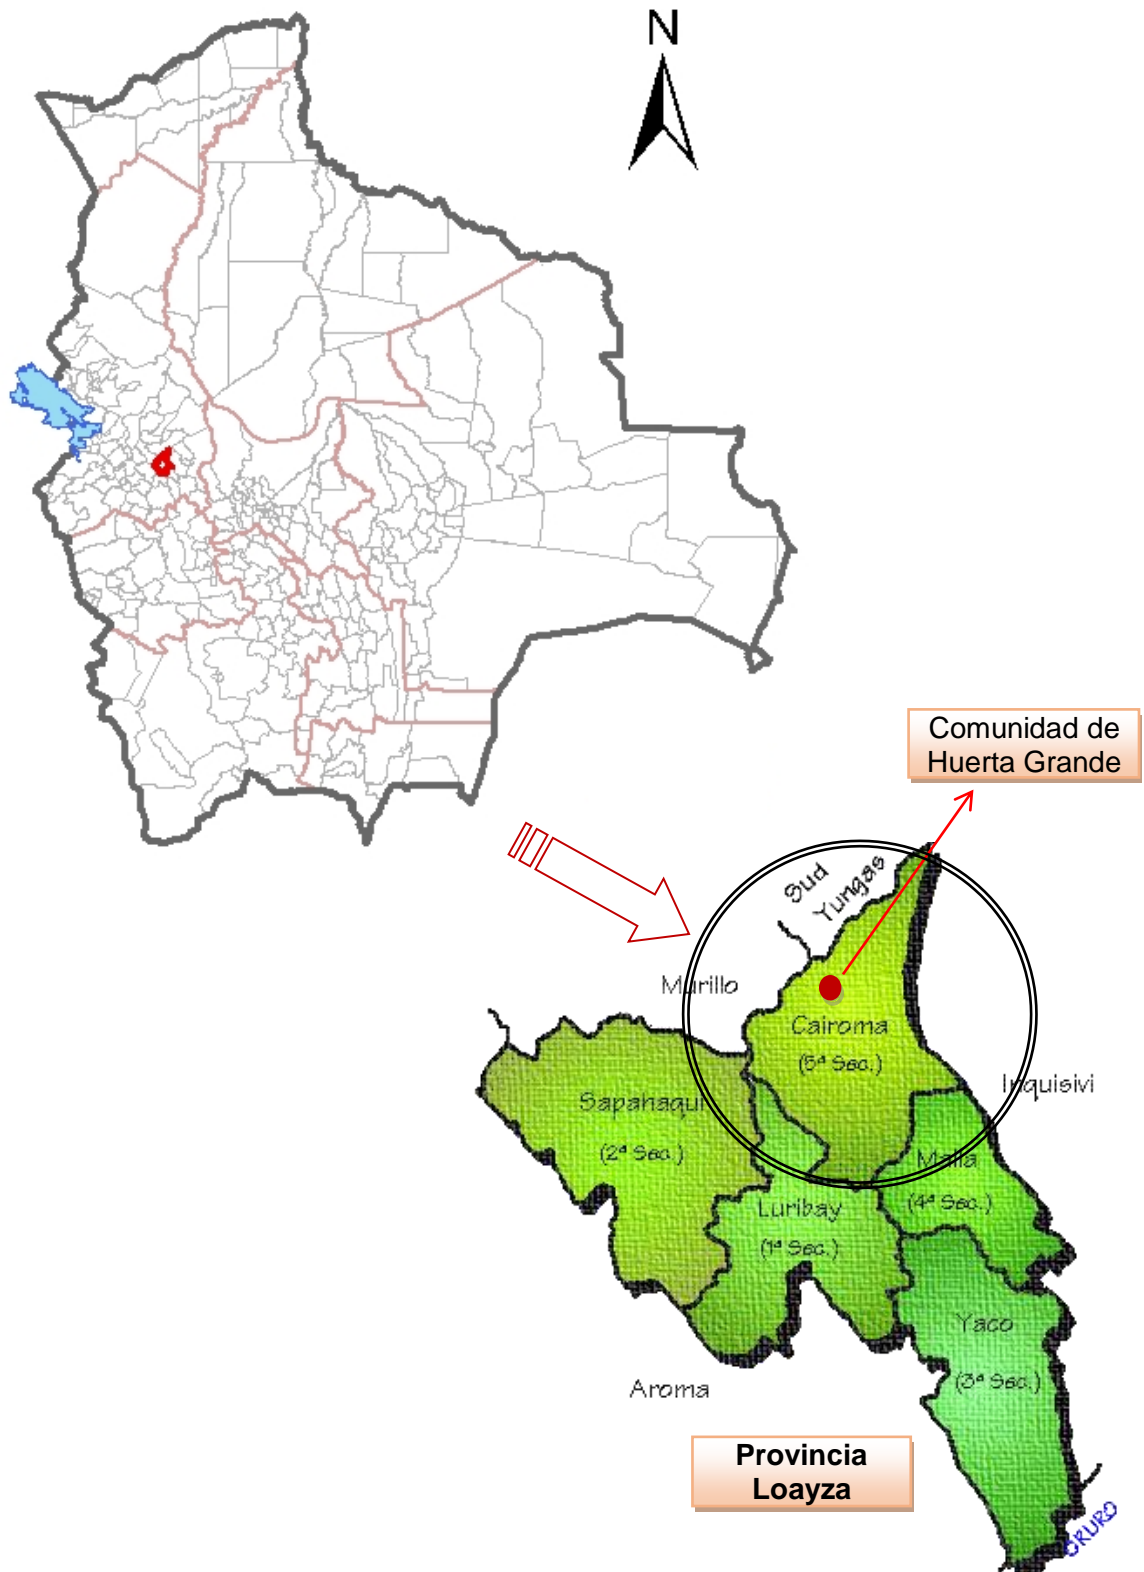 N
Comunidad de
Huerta Grande
Sud
Yungas
Murillo
Cairoma
(5ª Sec.)
Inquisivi
Sapahaqui
(2ª Sec.)
Malla
(4ª Sec.)
Luribay
(1ª Sec.)
Yaco
(3ª Sec.)
Aroma
Provincia
Loayza
ORURO